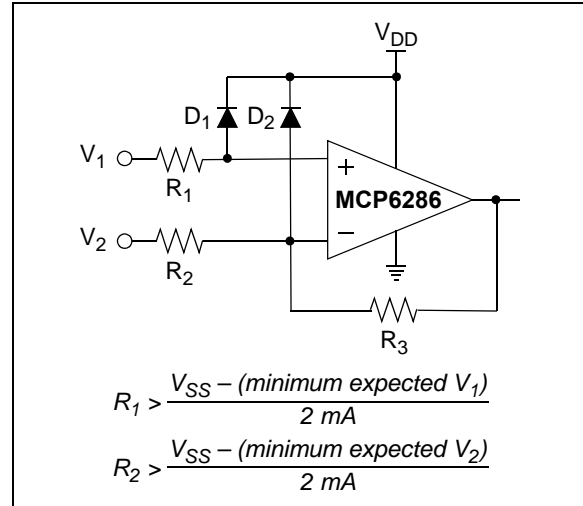 V_DD
D_1 D_2
V_1
R_1
+
MCP6286
V_2
R_2
−
R_3
R_1 > V_SS – (minimum expected V_1) / 2 mA
R_2 > V_SS – (minimum expected V_2) / 2 mA